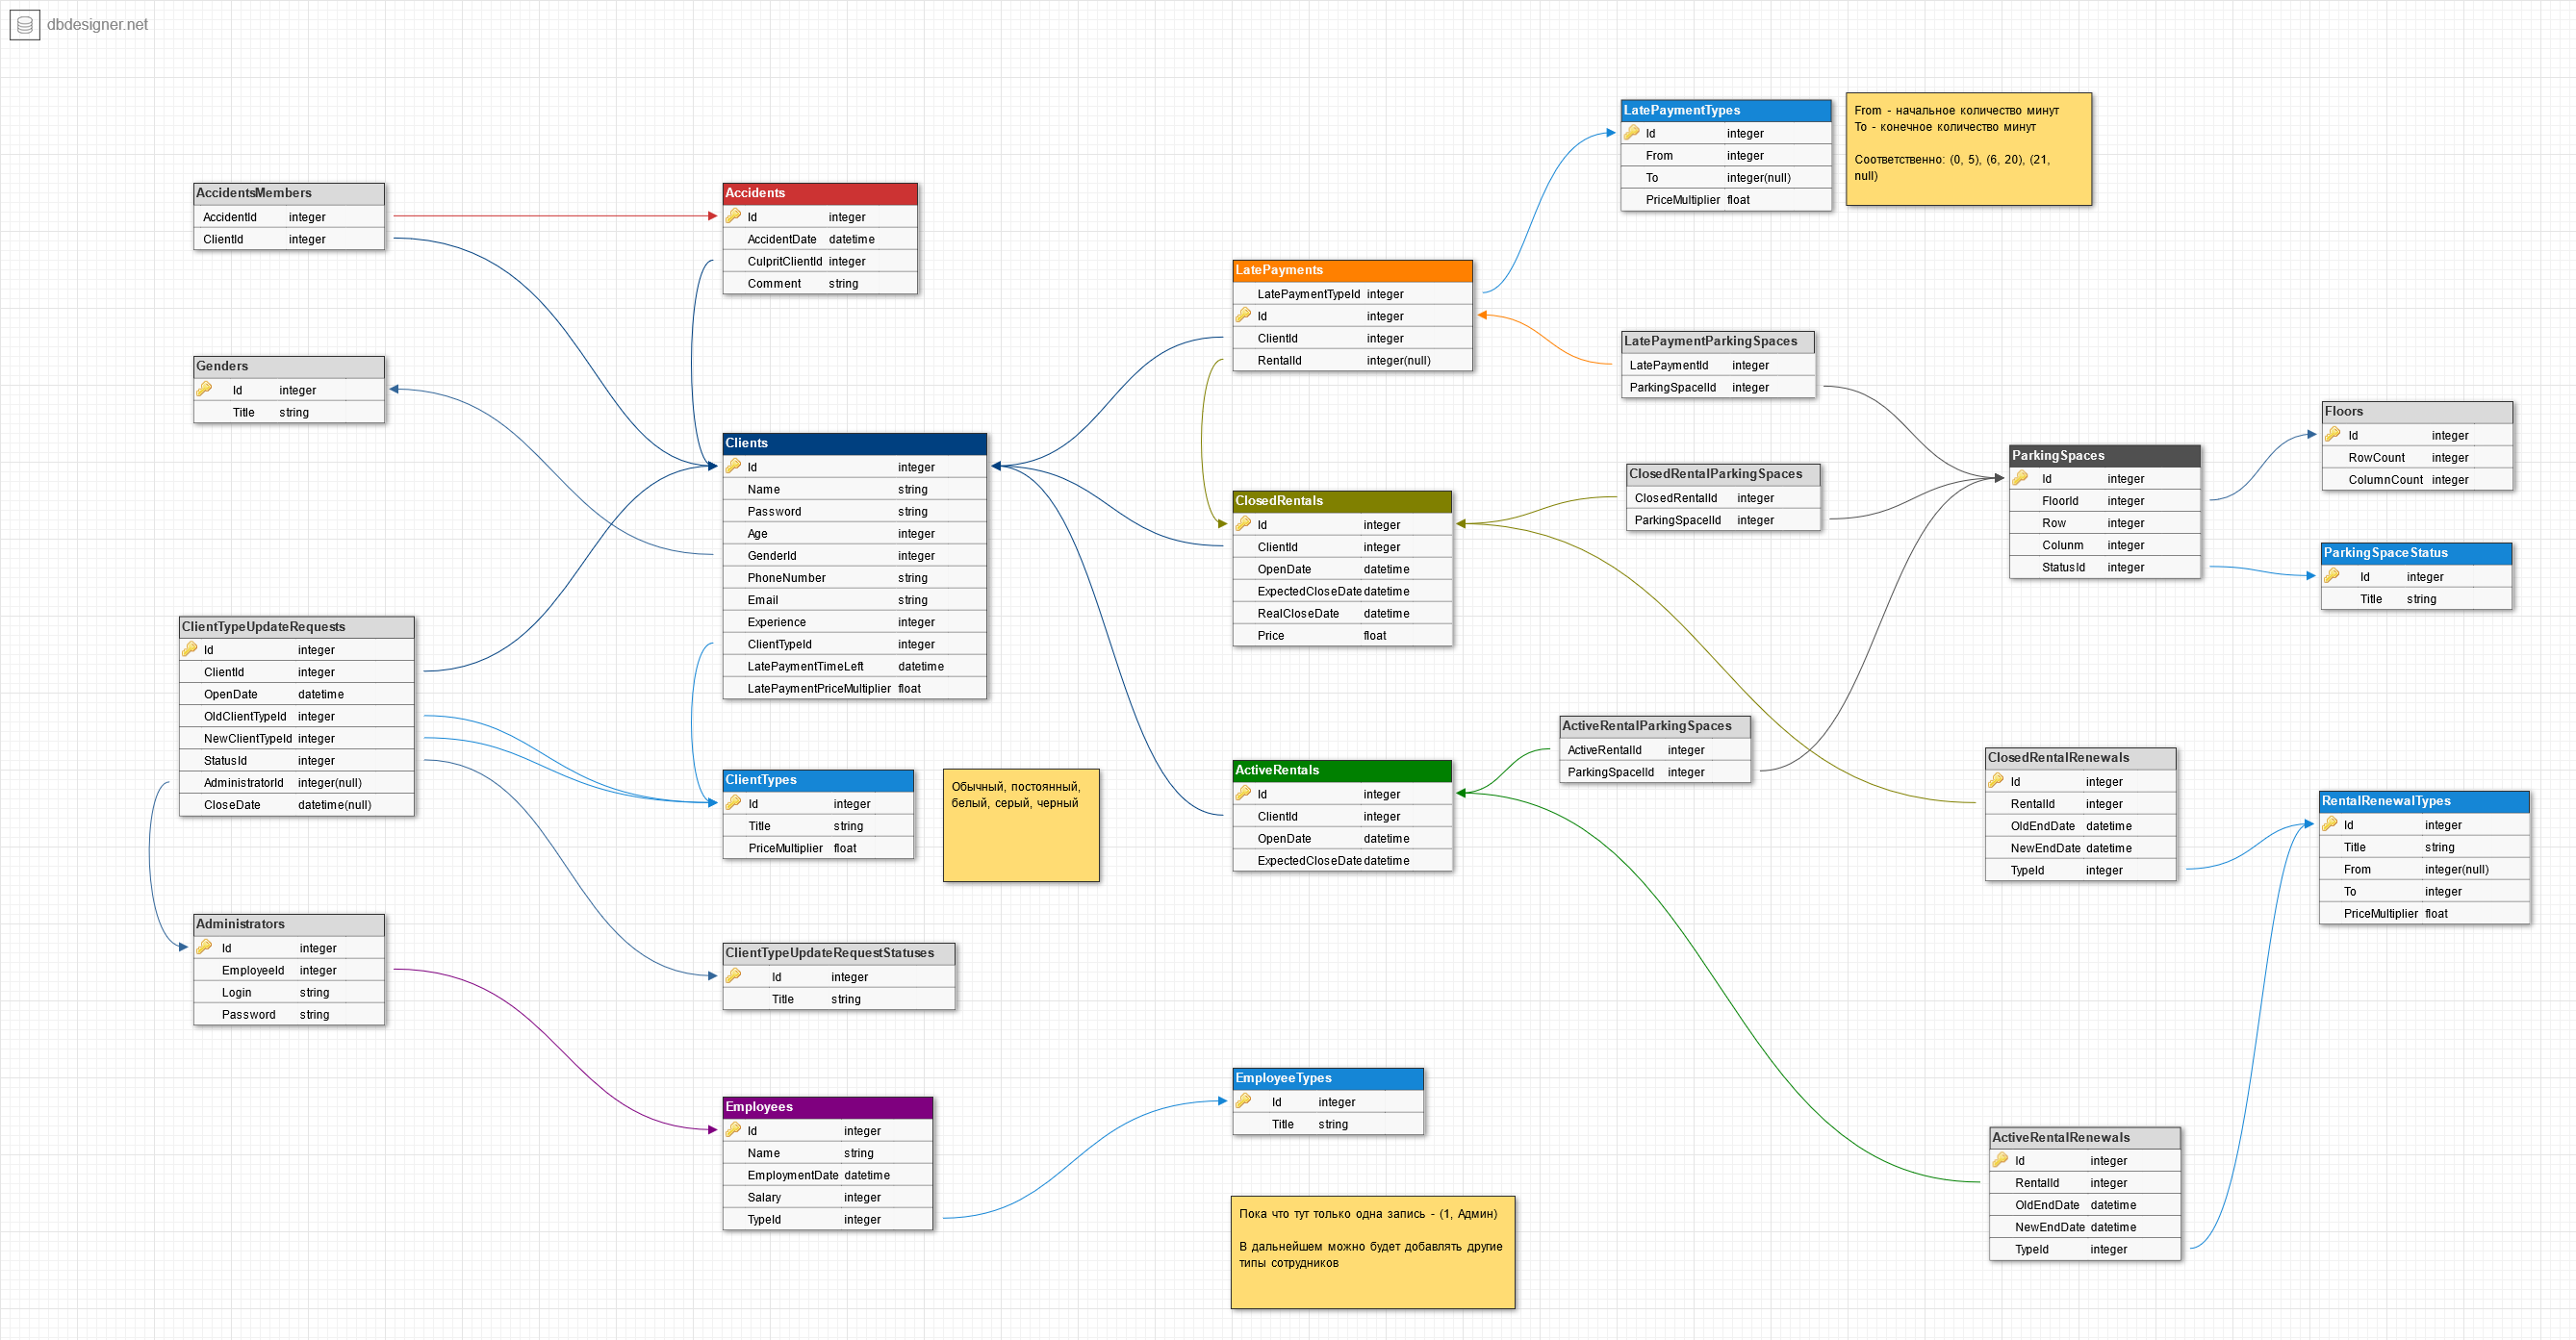 dbdesigner.net
LatePaymentTypes
Id integer
From integer
To integer(null)
PriceMultiplier float
From - начальное количество минут
To - конечное количество минут
Соответственно: (0, 5), (6, 20), (21,
null)
AccidentsMembers
AccidentId integer
ClientId integer
Accidents
Id integer
AccidentDate datetime
CulpritClientId integer
Comment string
LatePayments
LatePaymentTypeId integer
Id integer
ClientId integer
RentalId integer(null)
LatePaymentParkingSpaces
LatePaymentId integer
ParkingSpaceId integer
Genders
Id integer
Title string
Floors
Id integer
RowCount integer
ColumnCount integer
Clients
Id integer
Name string
Password string
Age integer
GenderId integer
PhoneNumber string
Email string
Experience integer
ClientTypeId integer
LatePaymentTimeLeft datetime
LatePaymentPriceMultiplier float
ParkingSpaces
Id integer
FloorId integer
Row integer
Colunm integer
StatusId integer
ClosedRentalParkingSpaces
ClosedRentalId integer
ParkingSpaceId integer
ClosedRentals
Id integer
ClientId integer
OpenDate datetime
ExpectedCloseDate datetime
RealCloseDate datetime
Price float
ParkingSpaceStatus
Id integer
Title string
ClientTypeUpdateRequests
Id integer
ClientId integer
OpenDate datetime
OldClientTypeId integer
NewClientTypeId integer
StatusId integer
AdministratorId integer(null)
CloseDate datetime(null)
ActiveRentalParkingSpaces
ActiveRentalId integer
ParkingSpaceId integer
ClosedRentalRenewals
Id integer
RentalId integer
OldEndDate datetime
NewEndDate datetime
TypeId integer
ActiveRentals
Id integer
ClientId integer
OpenDate datetime
ExpectedCloseDate datetime
ClientTypes
Id integer
Title string
PriceMultiplier float
Обычный, постоянный,
белый, серый, черный
RentalRenewalTypes
Id integer
Title string
From integer(null)
To integer
PriceMultiplier float
Administrators
Id integer
EmployeeId integer
Login string
Password string
ClientTypeUpdateRequestStatuses
Id integer
Title string
EmployeeTypes
Id integer
Title string
Employees
Id integer
Name string
EmploymentDate datetime
Salary integer
TypeId integer
ActiveRentalRenewals
Id integer
RentalId integer
OldEndDate datetime
NewEndDate datetime
TypeId integer
Пока что тут только одна запись - (1, Админ)
В дальнейшем можно будет добавлять другие
типы сотрудников